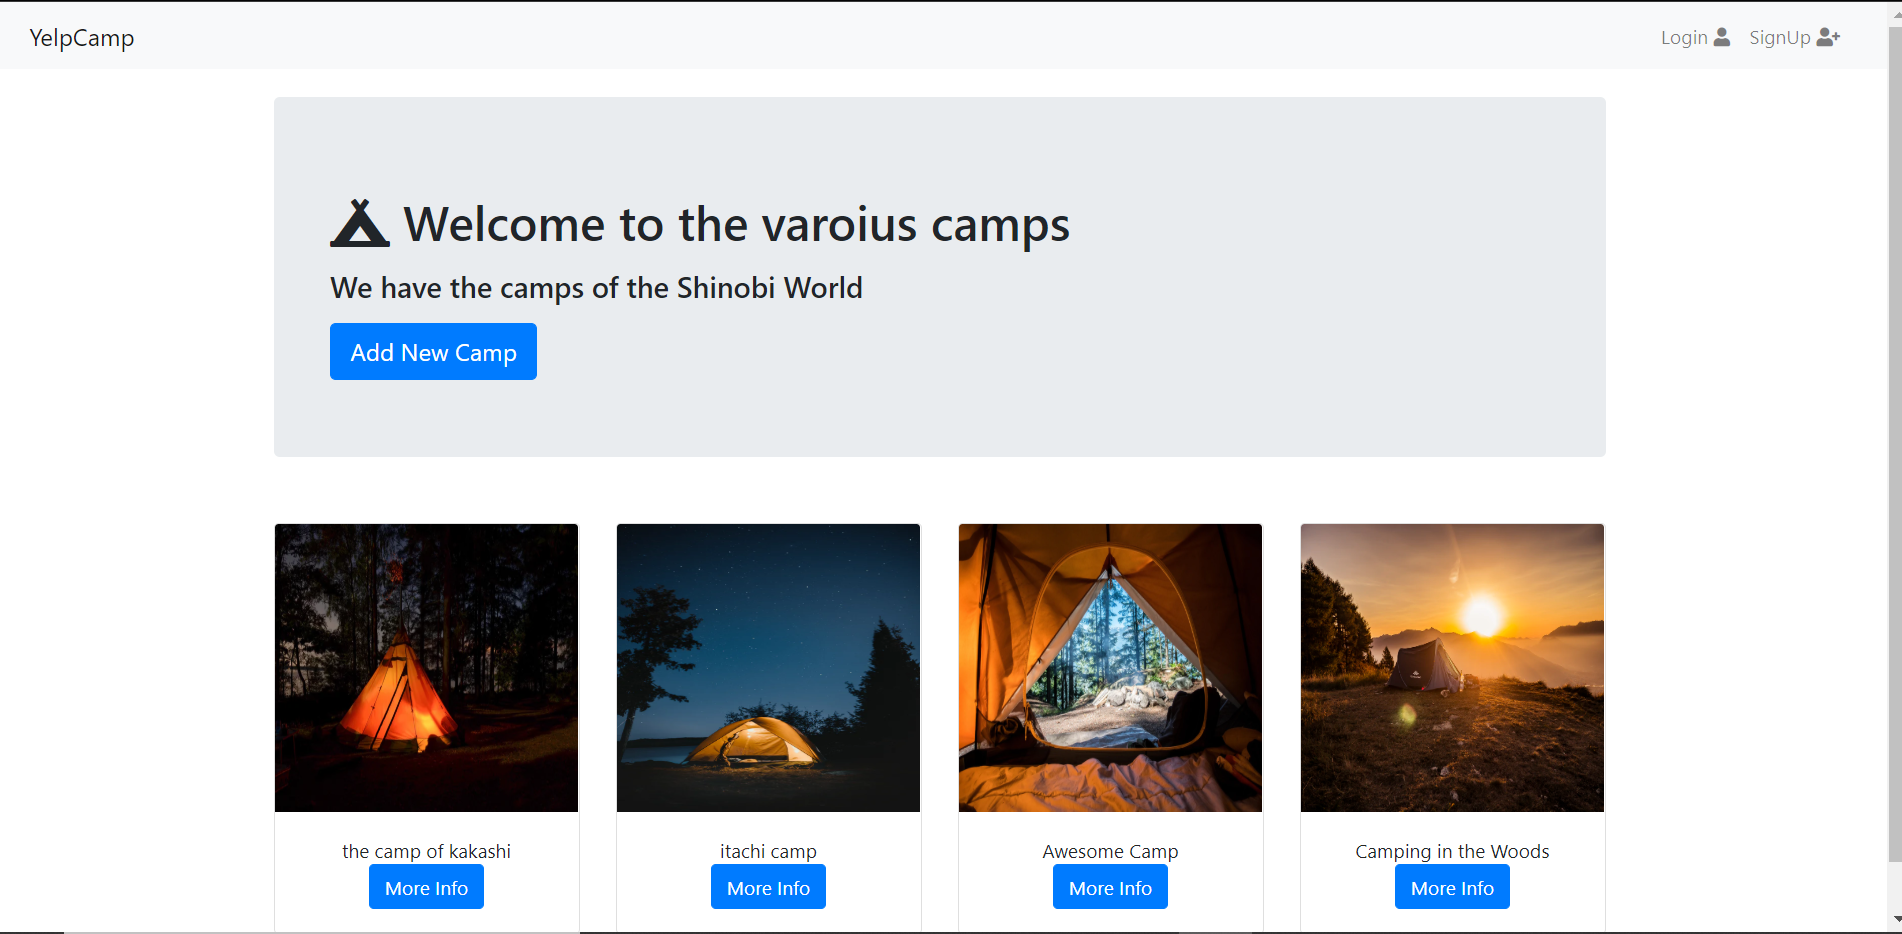 YelpCamp
Login
SignUp
Welcome to the varoius camps
We have the camps of the Shinobi World
Add New Camp
the camp of kakashi
More Info
itachi camp
More Info
Awesome Camp
More Info
Camping in the Woods
More Info